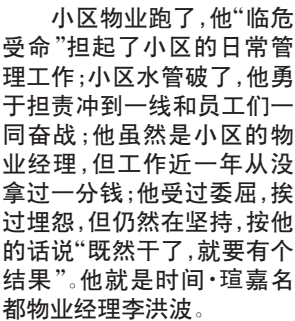 小区物业跑了，他“临危
受命”担起了小区的日常管
理工作；小区水管破了，他勇
于担责冲到一线和员工们一
同奋战；他虽然是小区的物
业经理，但工作近一年从没
拿过一分钱；他受过委屈，挨
过埋怨，但仍然在坚持，按他
的话说“既然干了，就要有个
结果”。他就是时间·瑄嘉名
都物业经理李洪波。